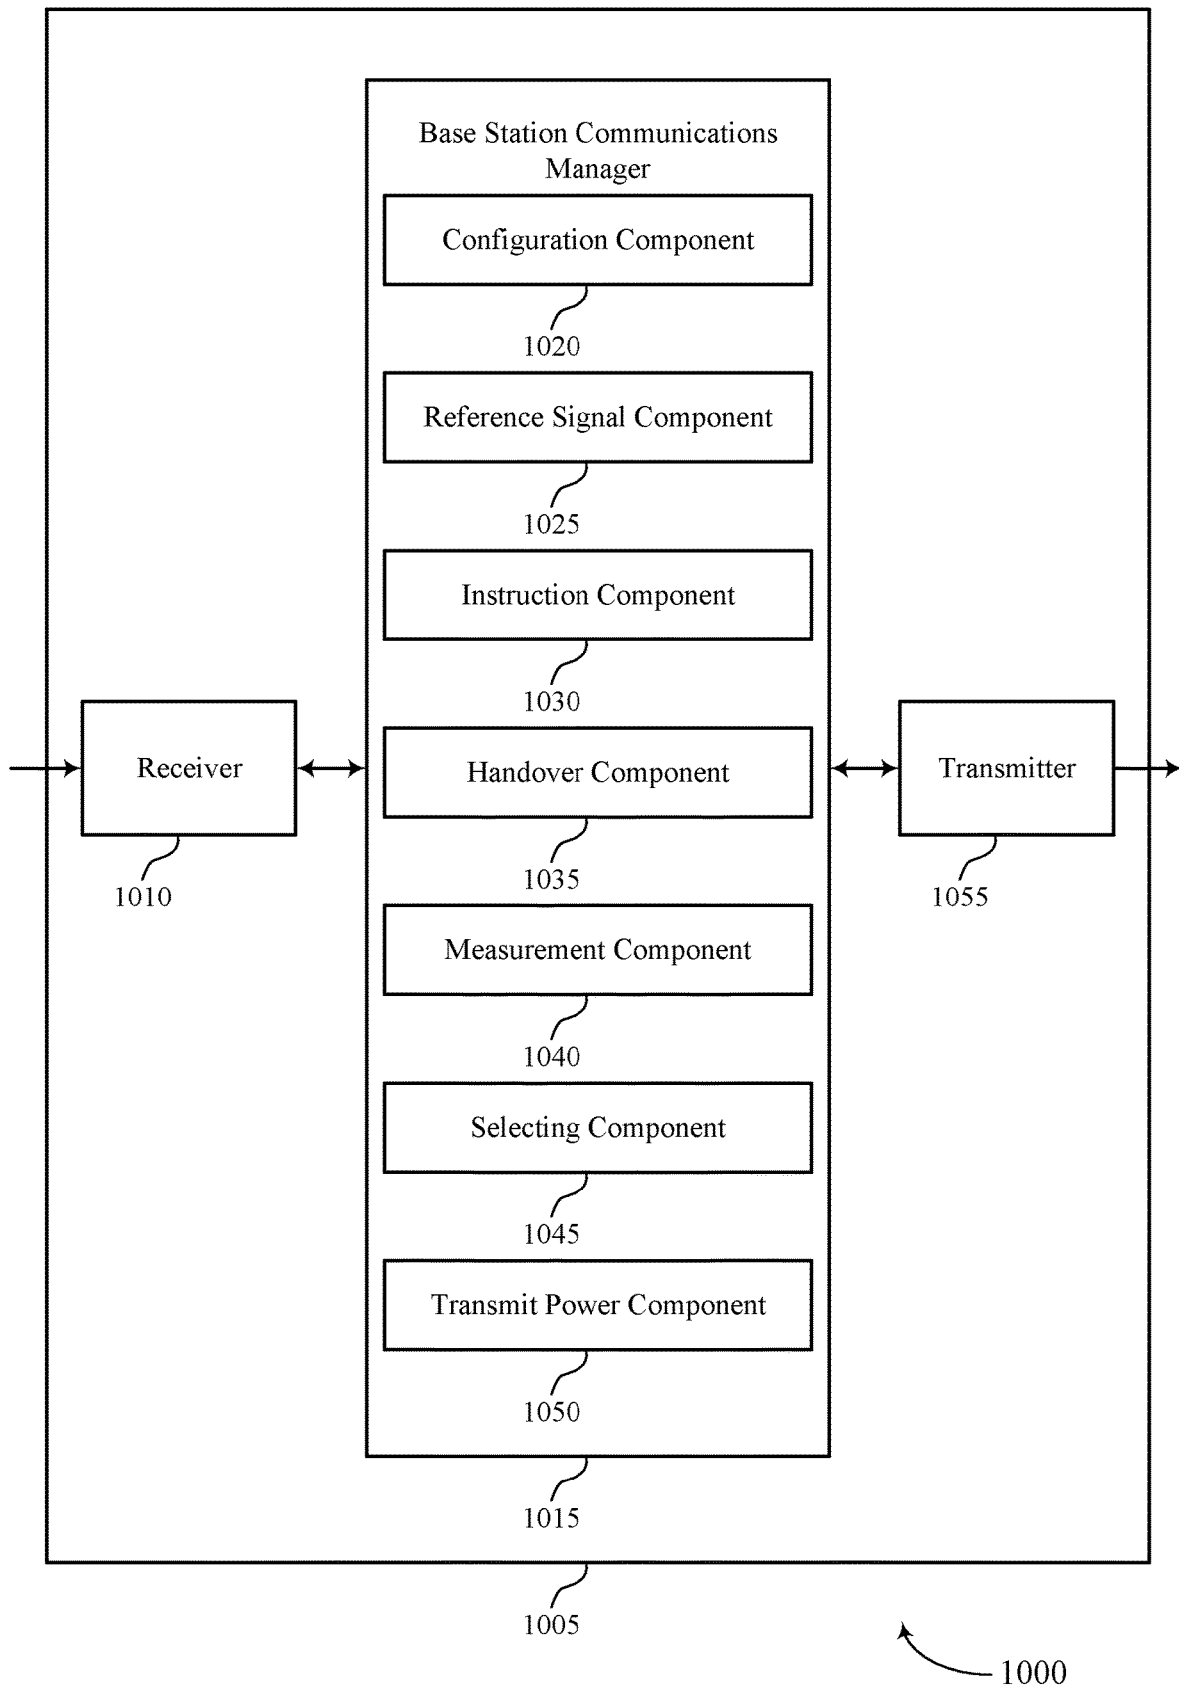 Base Station Communications
Manager
Configuration Component
1020
Reference Signal Component
1025
Instruction Component
1030
Receiver
1010
Handover Component
1035
Transmitter
1055
Measurement Component
1040
Selecting Component
1045
Transmit Power Component
1050
1015
1005
1000